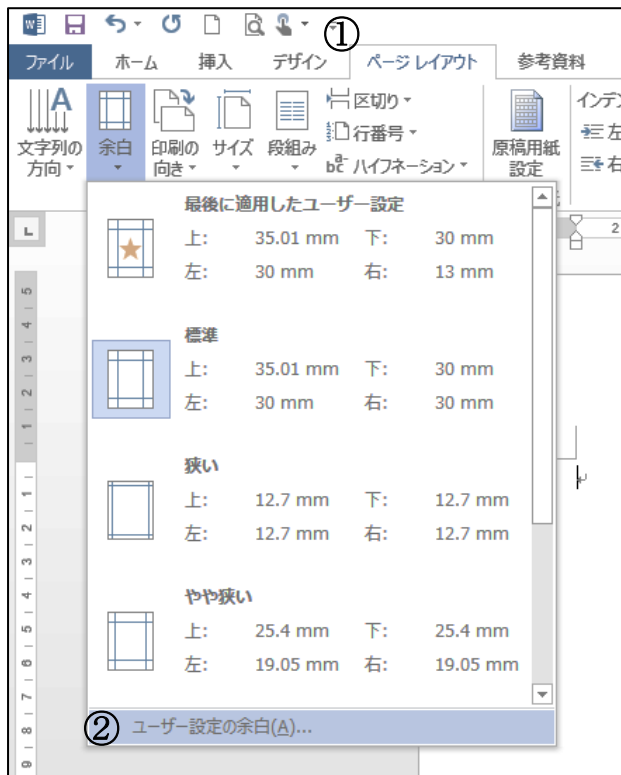 ①
ファイル ホーム 挿入 デザイン ページ レイアウト 参考資料
文字列の方向 余白 印刷の向き サイズ 段組み
区切り
行番号
ハイフネーション
原稿用紙設定
インデン
左
右
最後に適用したユーザー設定
上: 35.01 mm 下: 30 mm
左: 30 mm 右: 13 mm
標準
上: 35.01 mm 下: 30 mm
左: 30 mm 右: 30 mm
狭い
上: 12.7 mm 下: 12.7 mm
左: 12.7 mm 右: 12.7 mm
やや狭い
上: 25.4 mm 下: 25.4 mm
左: 19.05 mm 右: 19.05 mm
② ユーザー設定の余白(A)...